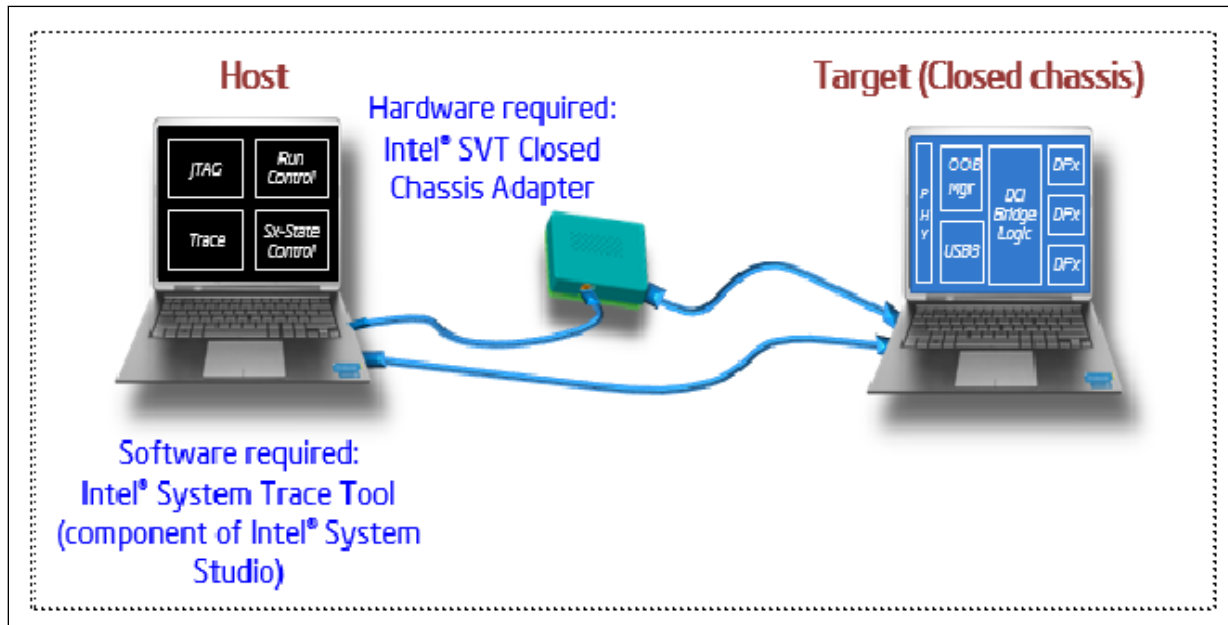 Host
Target (Closed chassis)
Hardware required:
Intel® SVT Closed
Chassis Adapter
JTAG
Run
Control
Trace
Sx-State
Control
P
H
Y
OOB
Mgr
USB3
DCI
Bridge
Logic
DFx
DFx
DFx
Software required:
Intel® System Trace Tool
(component of Intel® System
Studio)